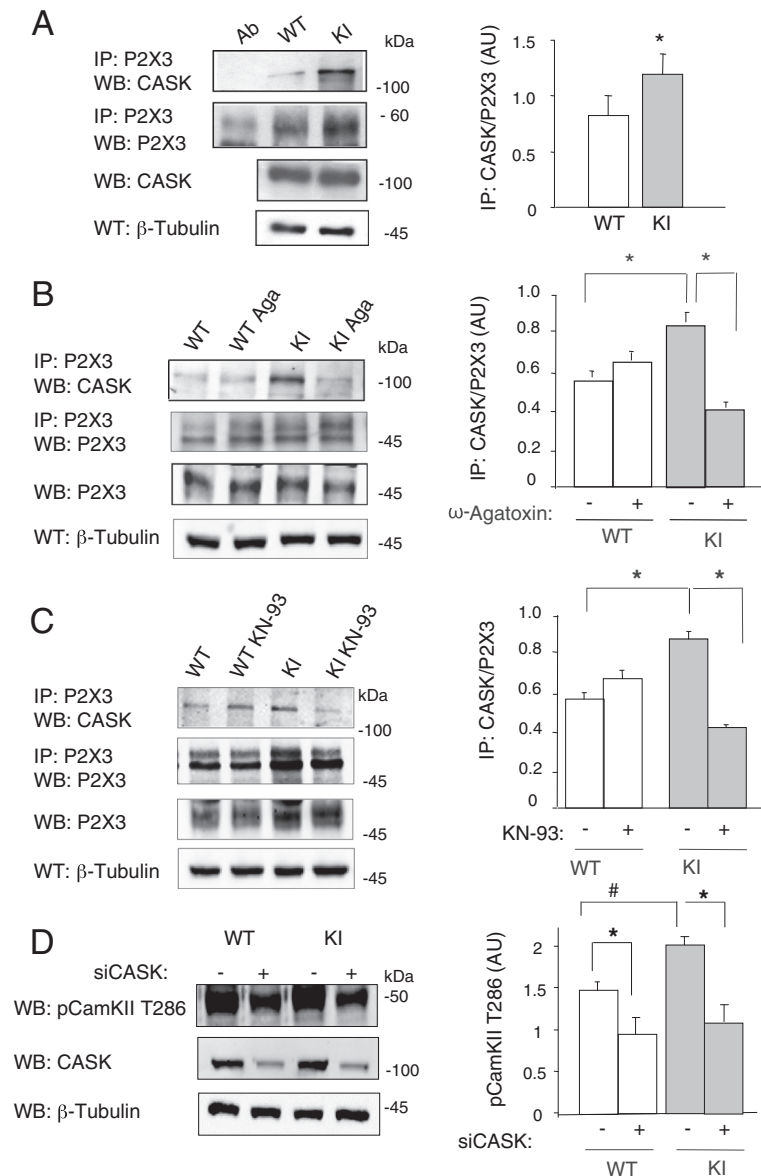 A
Ab WT KI kDa
IP: P2X3
WB: CASK
-100
IP: P2X3
WB: P2X3
- 60
WB: CASK
-100
WT: β-Tubulin
-45
IP: CASK/P2X3 (AU)
1.5
1.0
0.5
0
*
WT KI
B
WT WT Aga KI KI Aga kDa
IP: P2X3
WB: CASK
-100
IP: P2X3
WB: P2X3
-45
WB: P2X3
-45
WT: β-Tubulin
-45
IP: CASK/P2X3 (AU)
1.0
0.8
0.6
0.4
0.2
0
* *
ω-Agatoxin: - + - +
WT KI
C
WT WT KN-93 KI KI KN-93 kDa
IP: P2X3
WB: CASK
-100
IP: P2X3
WB: P2X3
-45
WB: P2X3
-45
WT: β-Tubulin
-45
IP: CASK/P2X3
1.0
0.8
0.6
0.4
0.2
0
* *
KN-93: - + - +
WT KI
D
WT KI
siCASK: - + - + kDa
WB: pCamKII T286
-50
WB: CASK
-100
WB: β-Tubulin
-45
pCamKII T286 (AU)
2
1.5
1
0.5
0
# * *
siCASK: - + - +
WT KI